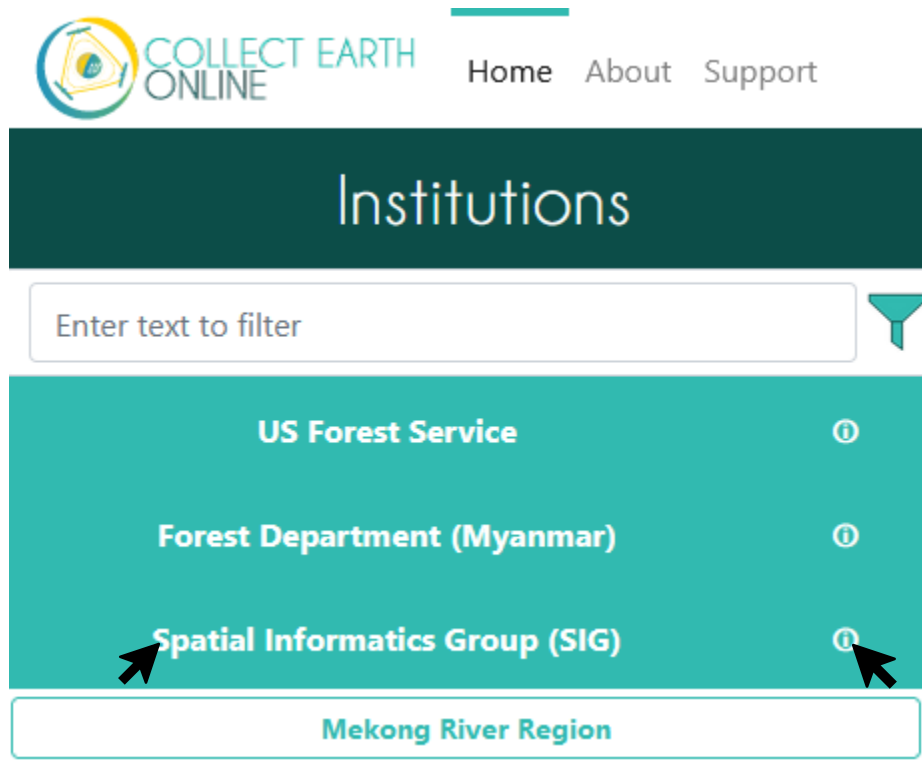 COLLECT EARTH
ONLINE
Home About Support
Institutions
Enter text to filter
US Forest Service
Forest Department (Myanmar)
Spatial Informatics Group (SIG)
Mekong River Region